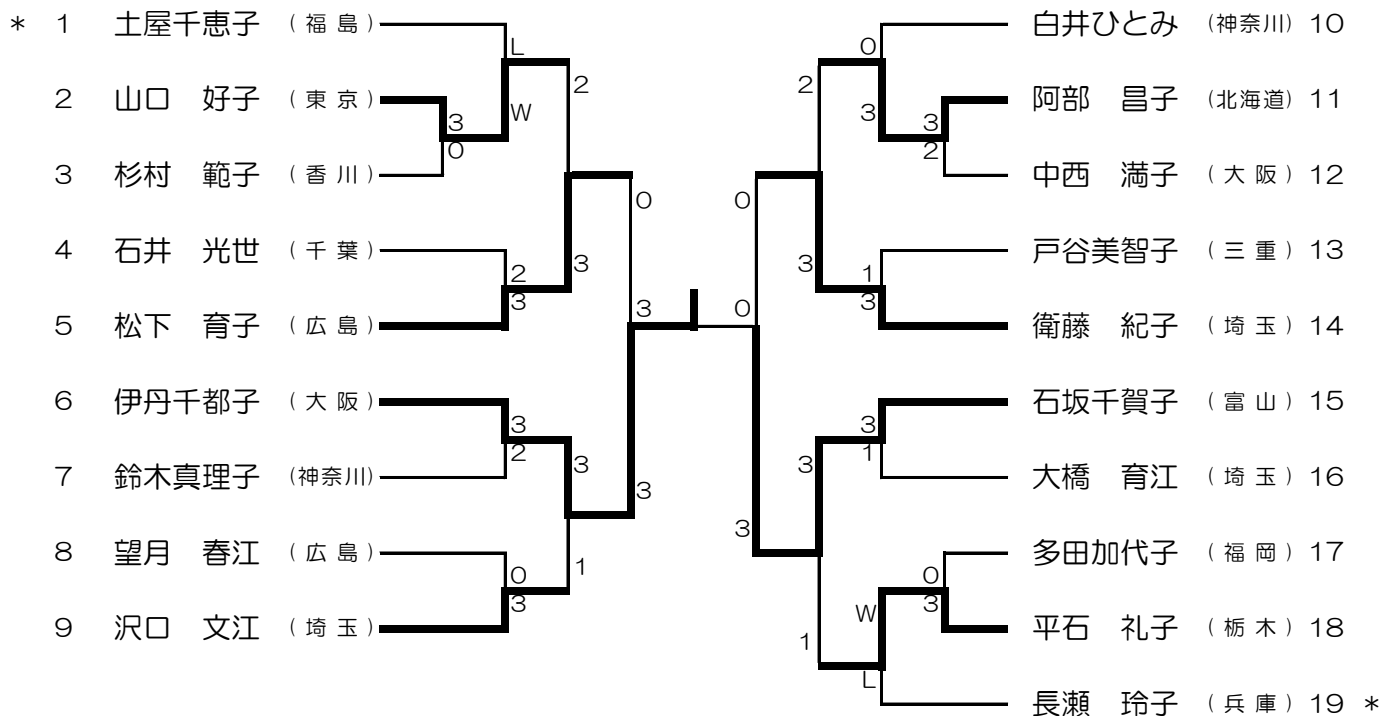 * 1 土屋千恵子 (福島)
2 山口 好子 (東京)
3 杉村 範子 (香川)
4 石井 光世 (千葉)
5 松下 育子 (広島)
6 伊丹千都子 (大阪)
7 鈴木真理子 (神奈川)
8 望月 春江 (広島)
9 沢口 文江 (埼玉)
L
W
3
0
2
2
3
3
0
3
2
3
1
0
3
3
3
0
3
2
0
3
3
2
0
3
1
3
0
3
3
1
3
1
W
L
0
3
白井ひとみ (神奈川) 10
阿部 昌子 (北海道) 11
中西 満子 (大阪) 12
戸谷美智子 (三重) 13
衛藤 紀子 (埼玉) 14
石坂千賀子 (富山) 15
大橋 育江 (埼玉) 16
多田加代子 (福岡) 17
平石 礼子 (栃木) 18
長瀬 玲子 (兵庫) 19 *